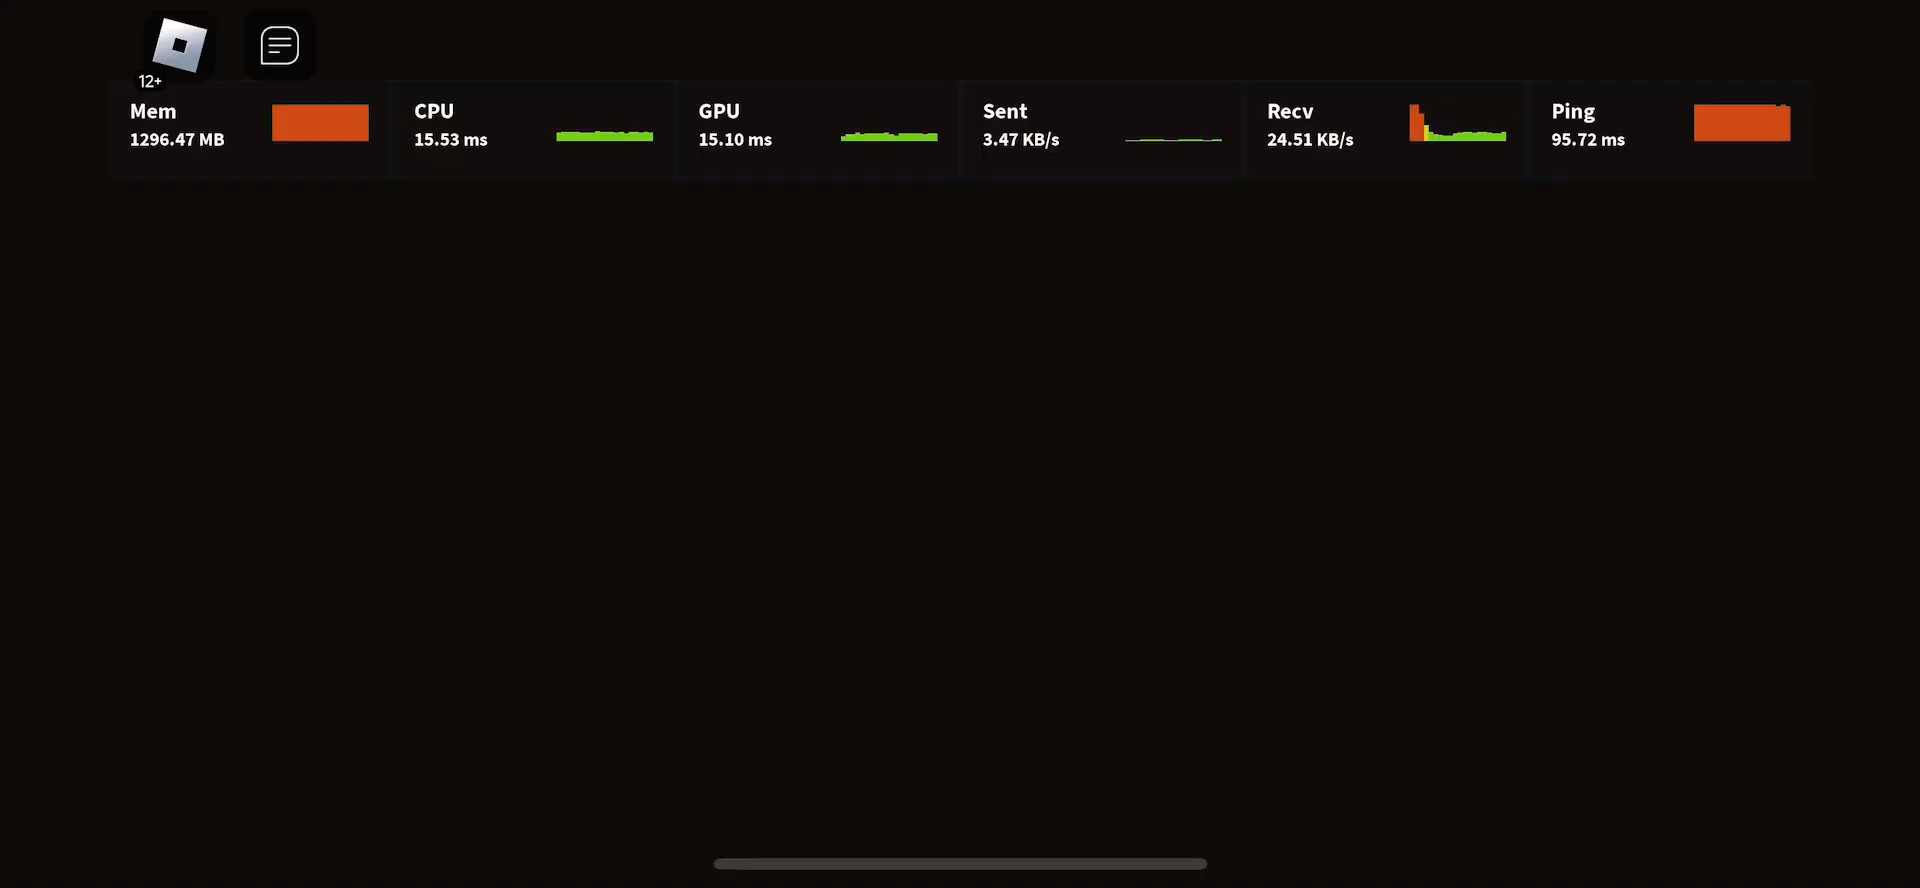 12+
Mem
1296.47 MB
CPU
15.53 ms
GPU
15.10 ms
Sent
3.47 KB/s
Recv
24.51 KB/s
Ping
95.72 ms